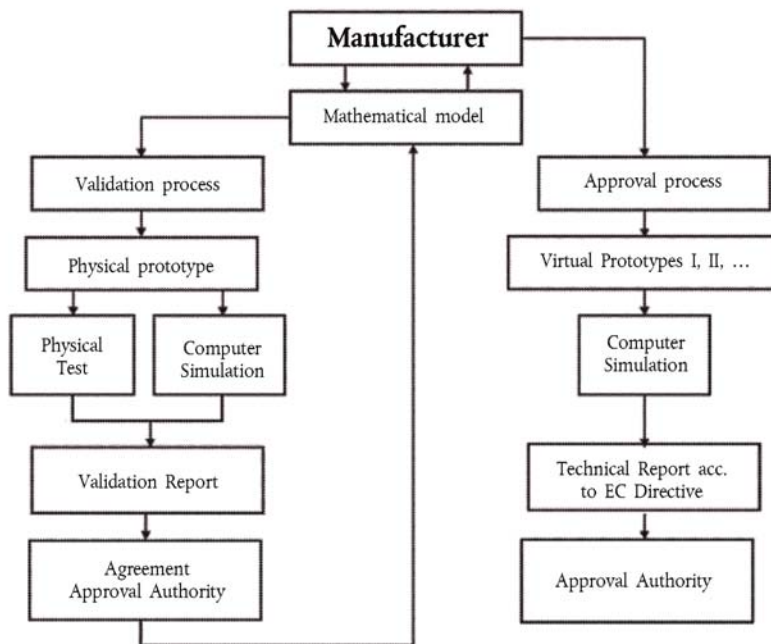 Manufacturer
Mathematical model
Validation process
Approval process
Physical prototype
Virtual Prototypes I, II, ...
Physical
Test
Computer
Simulation
Computer
Simulation
Validation Report
Technical Report acc.
to EC Directive
Agreement
Approval Authority
Approval Authority